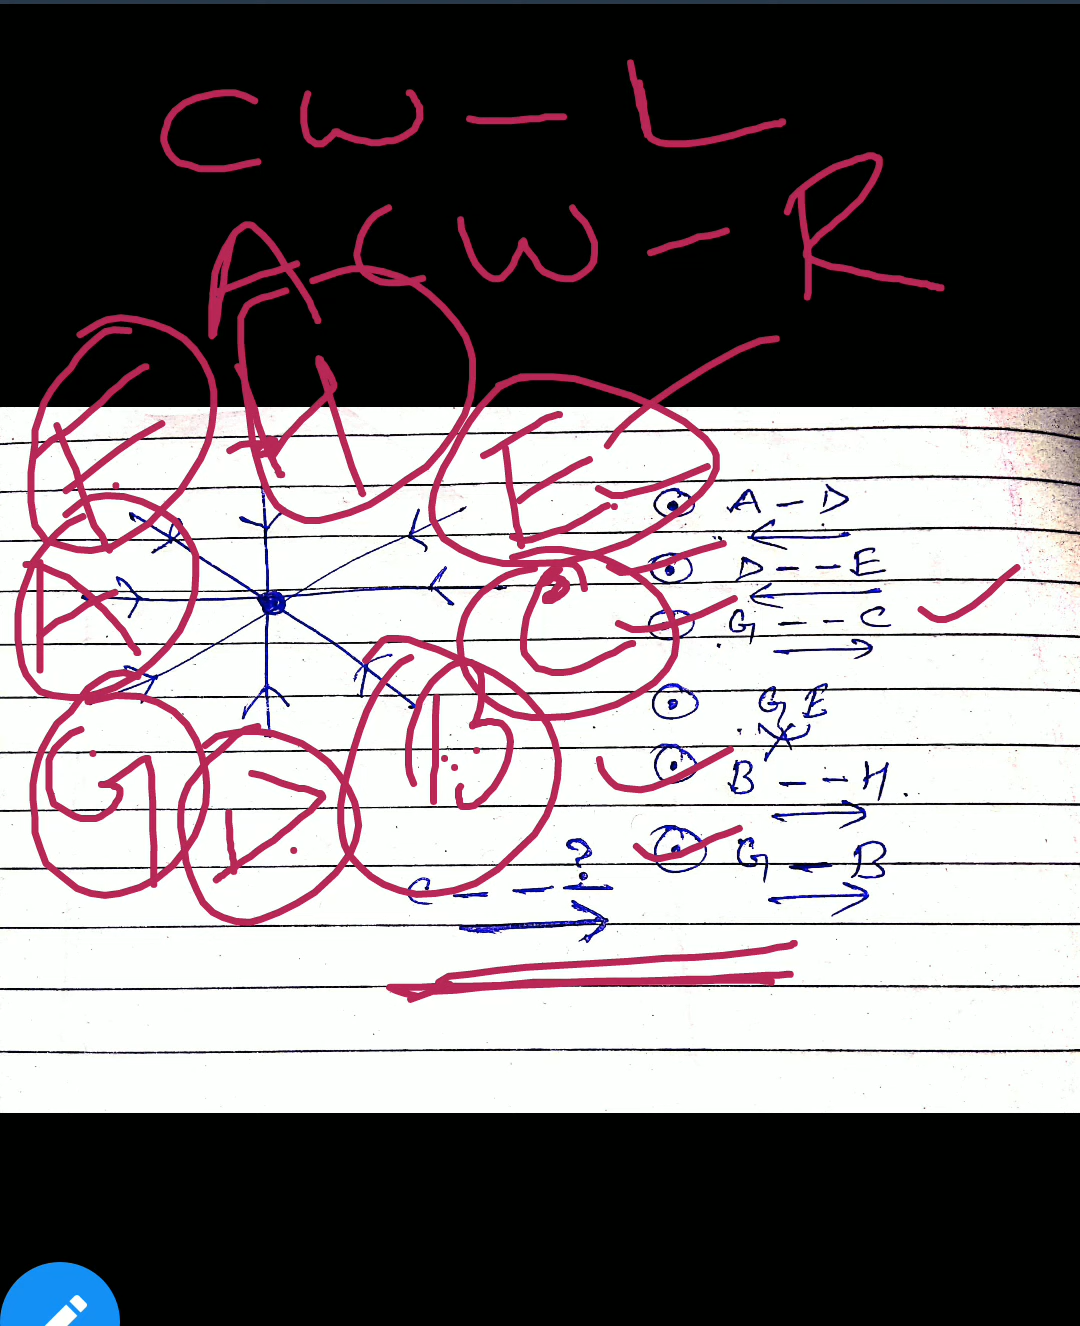 CW - L
ACW - R
F H E
A C
G D B
A - D
D - - E
G - - C
G E
B - - H.
G - B
C - - - ?